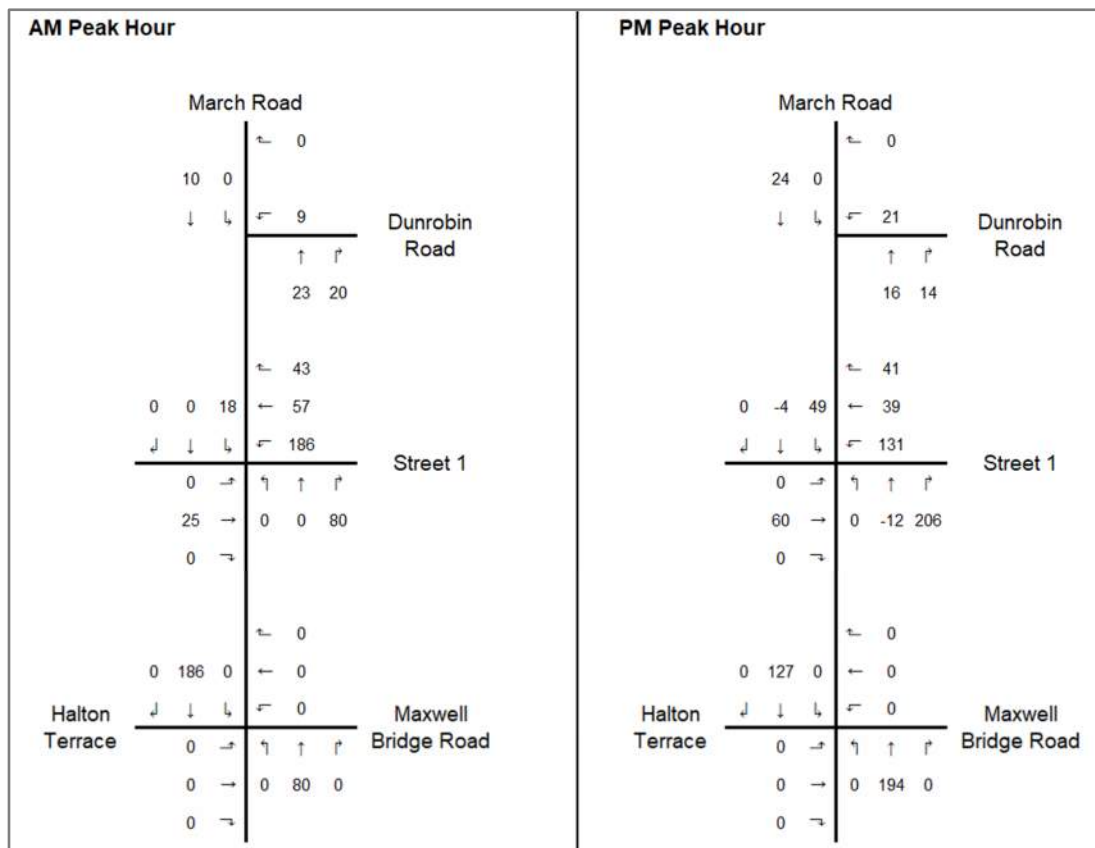 AM Peak Hour
March Road
0
10 0
9
Dunrobin
Road
23 20
43
0 0 18 57
186
Street 1
0
25 0 0 80
0
0
0 186 0 0
0
Halton
Terrace
Maxwell
Bridge Road
0
0 0 80 0
0
PM Peak Hour
March Road
0
24 0
21
Dunrobin
Road
16 14
41
0 -4 49 39
131
Street 1
0
60 0 -12 206
0
0
0 127 0 0
0
Halton
Terrace
Maxwell
Bridge Road
0
0 0 194 0
0